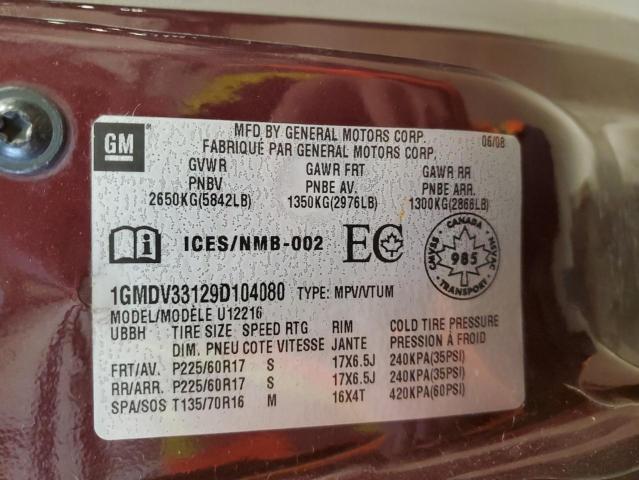 GM
MFD BY GENERAL MOTORS CORP. 06/08
FABRIQUÉ PAR GENERAL MOTORS CORP.
GVWR GAWR FRT GAWR RR
PNBV PNBE AV. PNBE ARR.
2650KG(5842LB) 1350KG(2976LB) 1300KG(2866LB)
i ICES/NMB-002 EC CANADA CMVSS 985 NSVAC
1GMDV33129D104080 TYPE: MPV/VTUM
MODEL/MODÈLE U12216
UBBH TIRE SIZE SPEED RTG RIM COLD TIRE PRESSURE
DIM. PNEU COTE VITESSE JANTE PRESSION À FROID
FRT/AV. P225/60R17 S 17X6.5J 240KPA(35PSI)
RR/ARR. P225/60R17 S 17X6.5J 240KPA(35PSI)
SPA/SOS T135/70R16 M 16X4T 420KPA(60PSI)